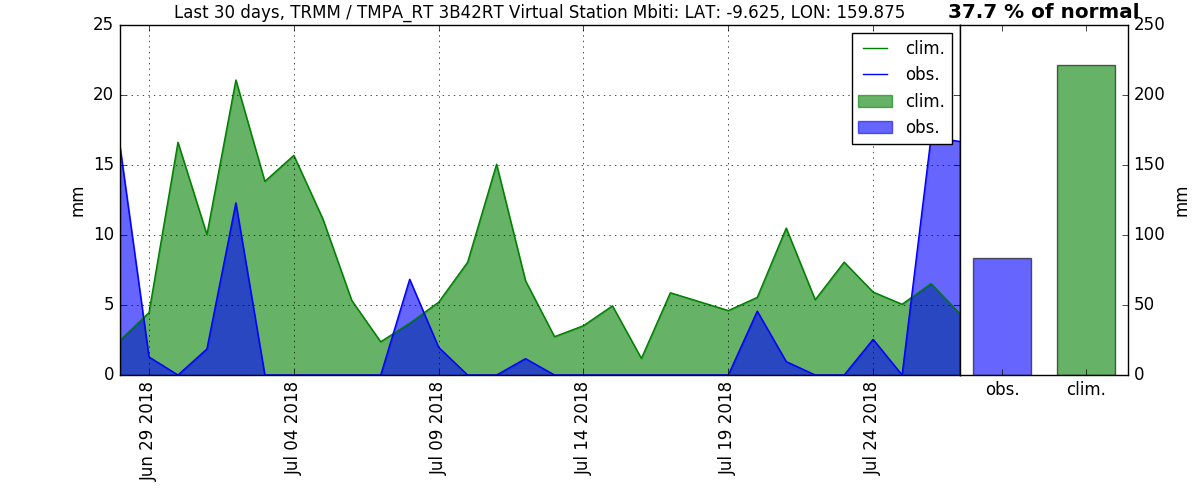 Last 30 days, TRMM / TMPA_RT 3B42RT Virtual Station Mbiti: LAT: -9.625, LON: 159.875
37.7 % of normal
25
20
15
10
5
0
mm
clim.
obs.
clim.
obs.
Jun 29 2018
Jul 04 2018
Jul 09 2018
Jul 14 2018
Jul 19 2018
Jul 24 2018
250
200
150
100
50
0
mm
obs.
clim.